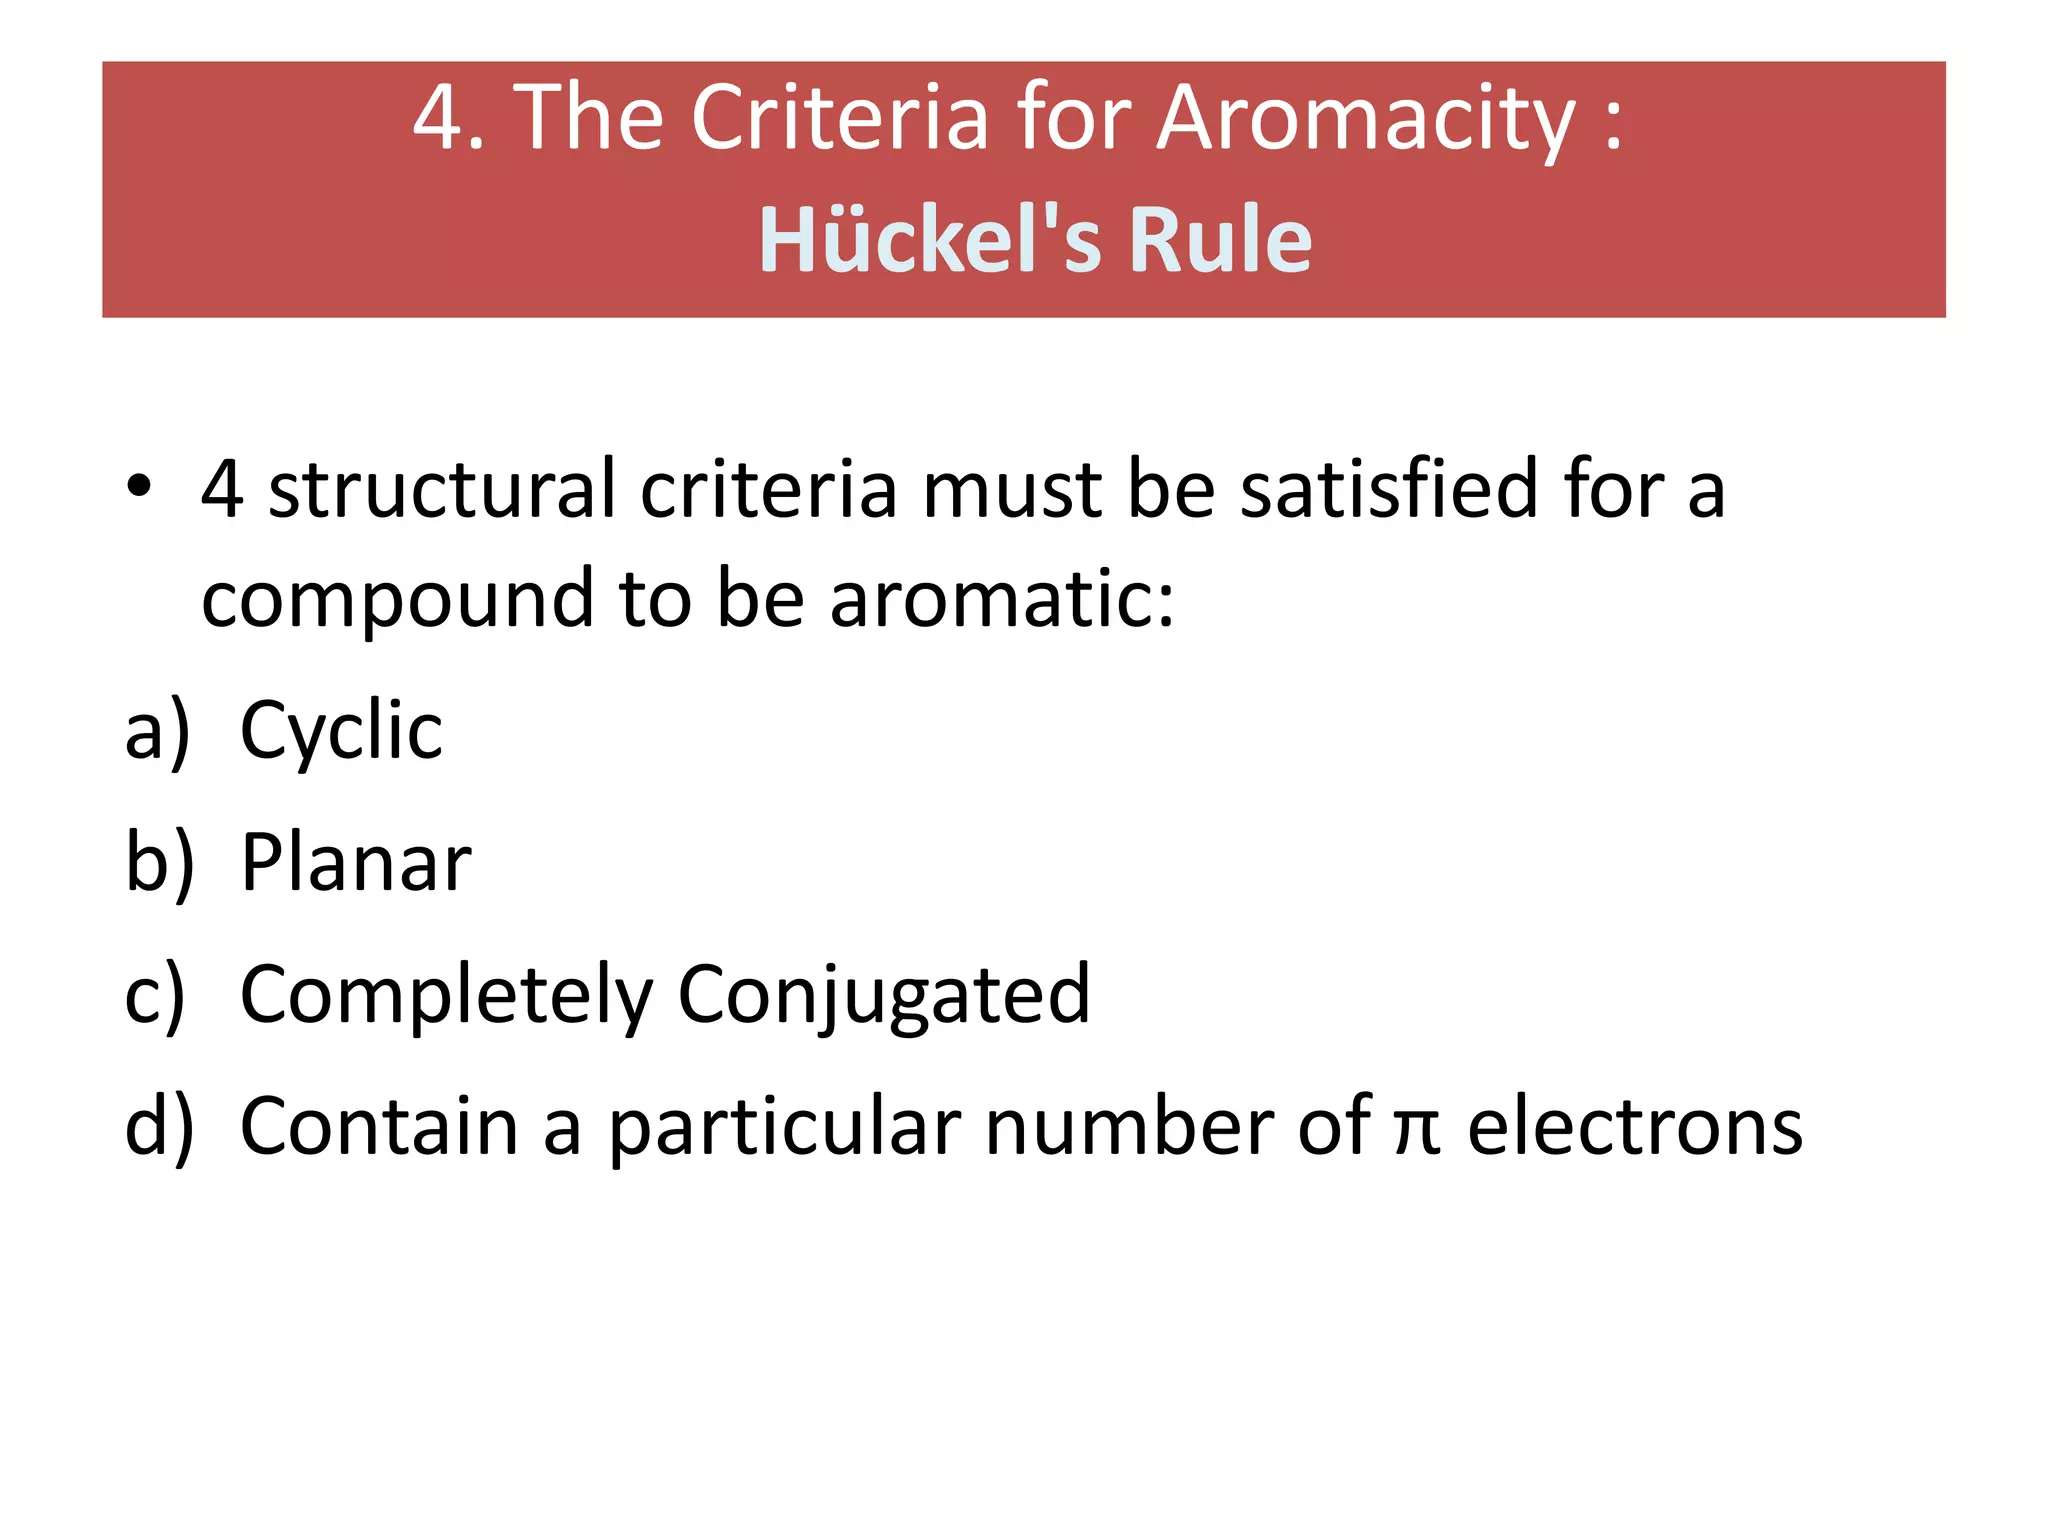 4. The Criteria for Aromacity :
Hückel's Rule
• 4 structural criteria must be satisfied for a
compound to be aromatic:
a) Cyclic
b) Planar
c) Completely Conjugated
d) Contain a particular number of π electrons